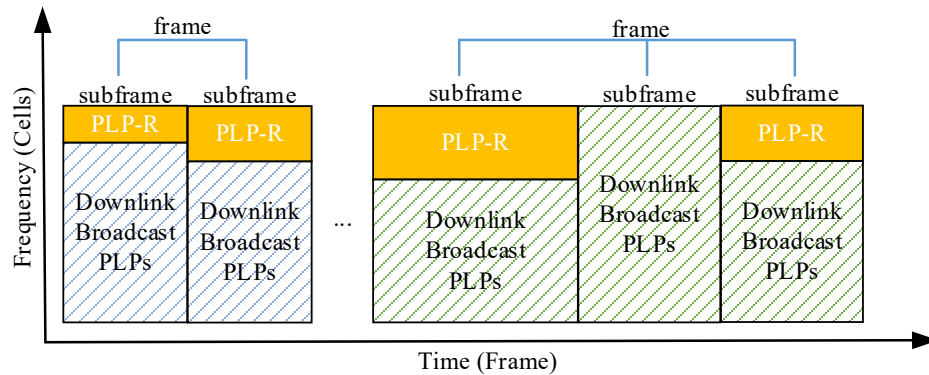 frame
frame
subframe
subframe
subframe
subframe
subframe
PLP-R
PLP-R
PLP-R
PLP-R
Downlink
Broadcast
PLPs
Downlink
Broadcast
PLPs
...
Downlink
Broadcast
PLPs
Downlink
Broadcast
PLPs
Downlink
Broadcast
PLPs
Frequency (Cells)
Time (Frame)